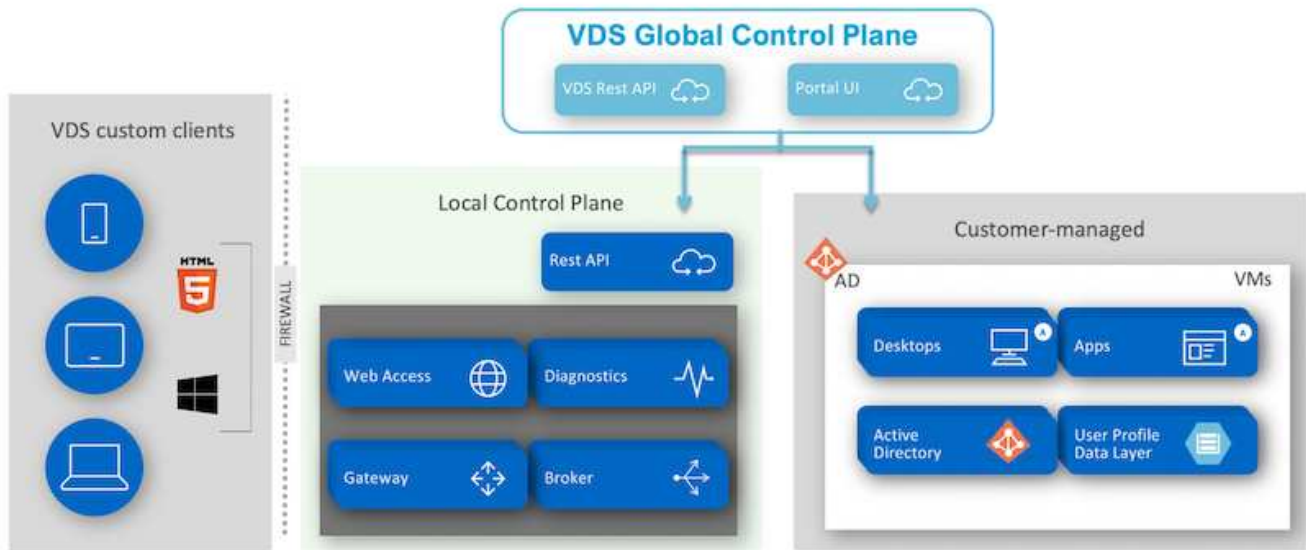 VDS Global Control Plane
VDS Rest API
Portal UI
VDS custom clients
HTML
5
FIREWALL
Local Control Plane
Rest API
Web Access
Diagnostics
Gateway
Broker
Customer-managed
AD
VMs
Desktops
A
Apps
A
Active
Directory
User Profile
Data Layer